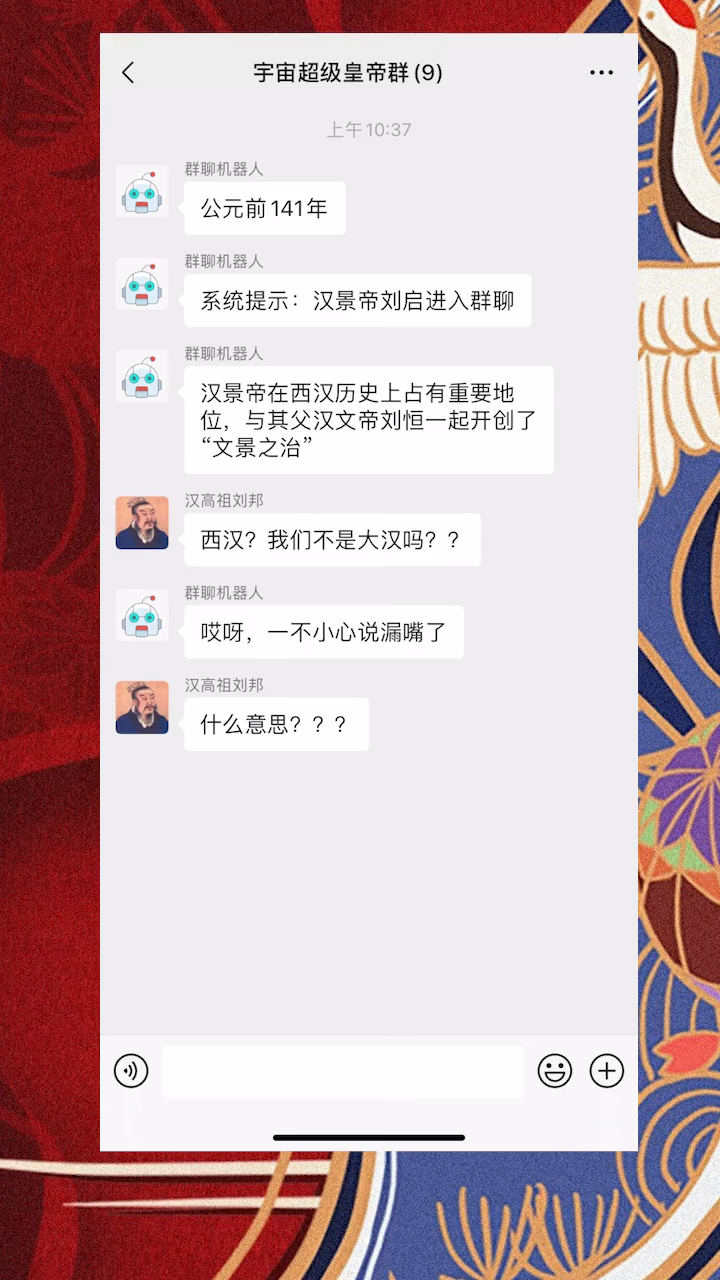 宇宙超级皇帝群(9)
上午10:37
群聊机器人
公元前141年
群聊机器人
系统提示：汉景帝刘启进入群聊
群聊机器人
汉景帝在西汉历史上占有重要地
位，与其父汉文帝刘恒一起开创了
“文景之治”
汉高祖刘邦
西汉？我们不是大汉吗？？
群聊机器人
哎呀，一不小心说漏嘴了
汉高祖刘邦
什么意思？？？